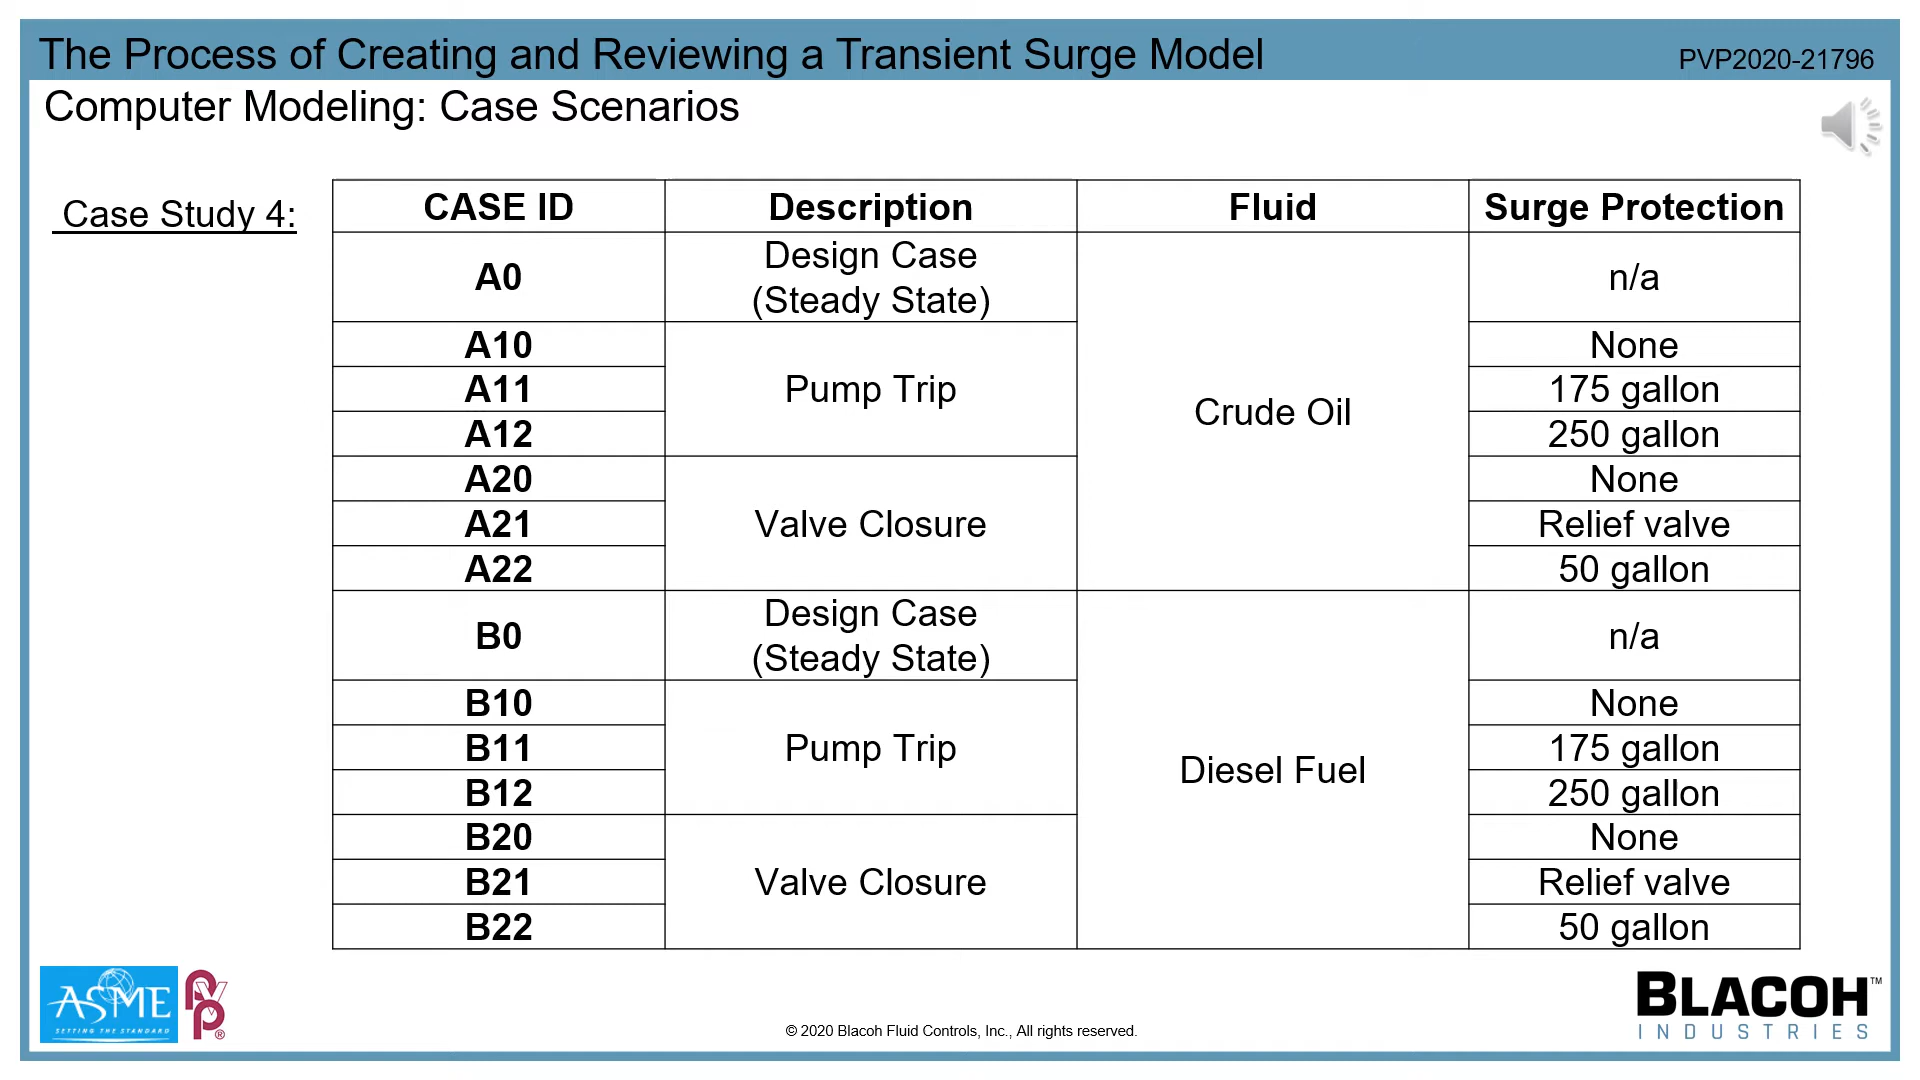 The Process of Creating and Reviewing a Transient Surge Model
PVP2020-21796
Computer Modeling: Case Scenarios
Case Study 4:
CASE ID Description Fluid Surge Protection
A0 Design Case (Steady State) Crude Oil n/a
A10 Pump Trip None
A11 175 gallon
A12 250 gallon
A20 Valve Closure None
A21 Relief valve
A22 50 gallon
B0 Design Case (Steady State) Diesel Fuel n/a
B10 Pump Trip None
B11 175 gallon
B12 250 gallon
B20 Valve Closure None
B21 Relief valve
B22 50 gallon
ASME
SETTING THE STANDARD
PVP®
© 2020 Blacoh Fluid Controls, Inc., All rights reserved.
BLACOH™
INDUSTRIES